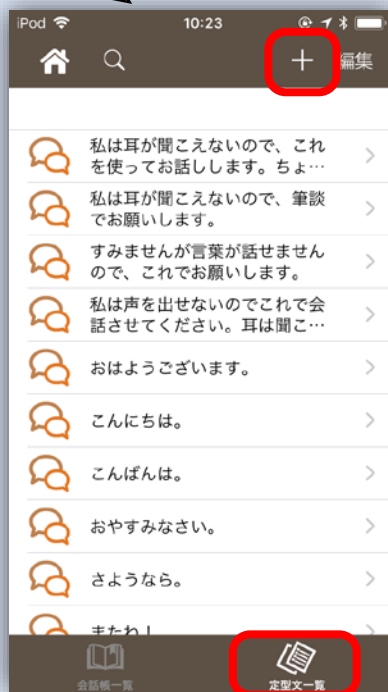 iPod 10:23
編集
私は耳が聞こえないので、これ
を使ってお話しします。ちょ…
私は耳が聞こえないので、筆談
でお願いします。
すみませんが言葉が話せません
ので、これでお願いします。
私は声を出せないのでこれで会
話させてください。耳は聞こ…
おはようございます。
こんにちは。
こんばんは。
おやすみなさい。
さようなら。
またね！
会話帳一覧
定型文一覧